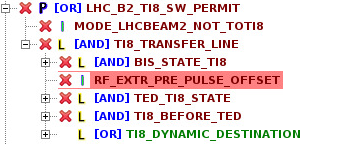 P [OR] LHC_B2_TI8_SW_PERMIT
I MODE_LHCBEAM2_NOT_TOTI8
L [AND] TI8_TRANSFER_LINE
L [AND] BIS_STATE_TI8
I RF_EXTR_PRE_PULSE_OFFSET
L [AND] TED_TI8_STATE
L [AND] TI8_BEFORE_TED
L [OR] TI8_DYNAMIC_DESTINATION